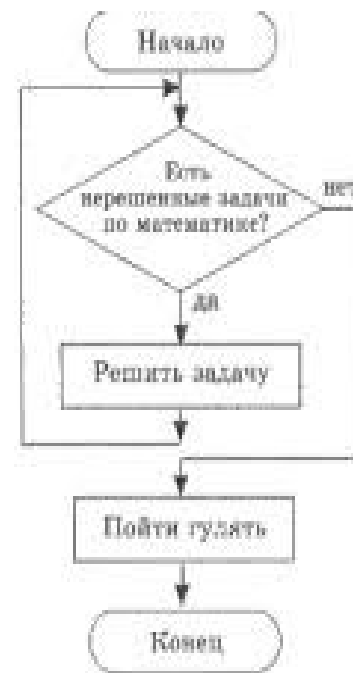 Начало
Есть
нерешенные задачи
по математике?
нет
да
Решить задачу
Пойти гулять
Конец